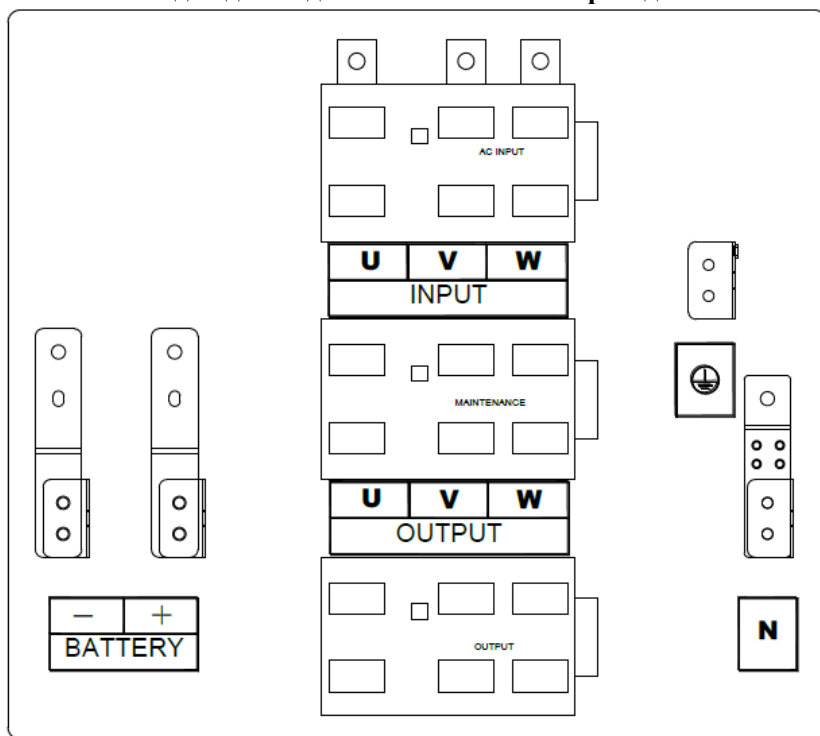 AC INPUT
U V W
INPUT
MAINTENANCE
U V W
OUTPUT
− +
BATTERY
OUTPUT
N